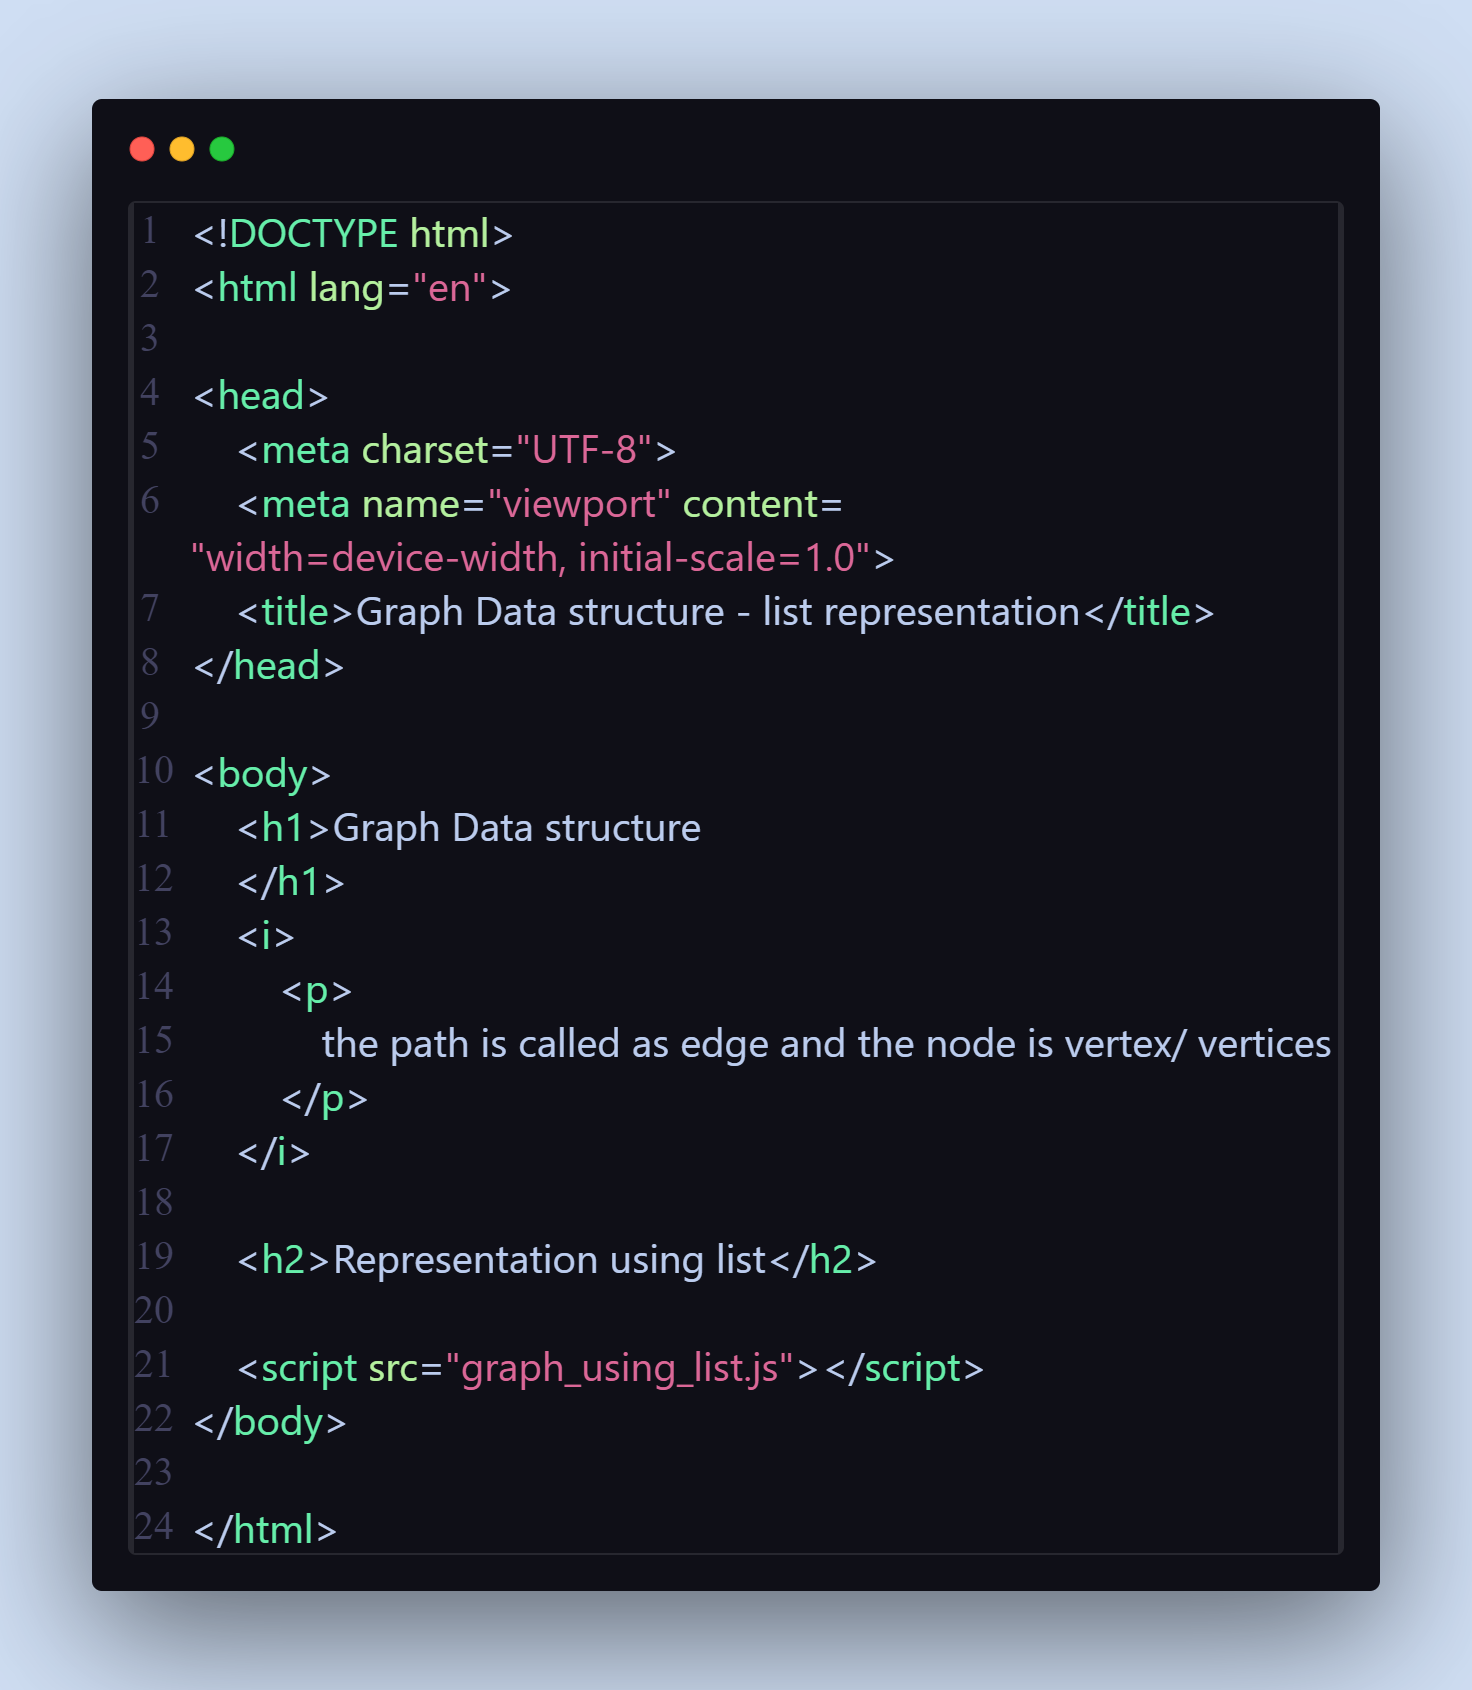 1 <!DOCTYPE html>
2 <html lang="en">
3
4 <head>
5     <meta charset="UTF-8">
6     <meta name="viewport" content=
"width=device-width, initial-scale=1.0">
7     <title>Graph Data structure - list representation</title>
8 </head>
9
10 <body>
11     <h1>Graph Data structure
12     </h1>
13     <i>
14         <p>
15             the path is called as edge and the node is vertex/ vertices
16         </p>
17     </i>
18
19     <h2>Representation using list</h2>
20
21     <script src="graph_using_list.js"></script>
22 </body>
23
24 </html>